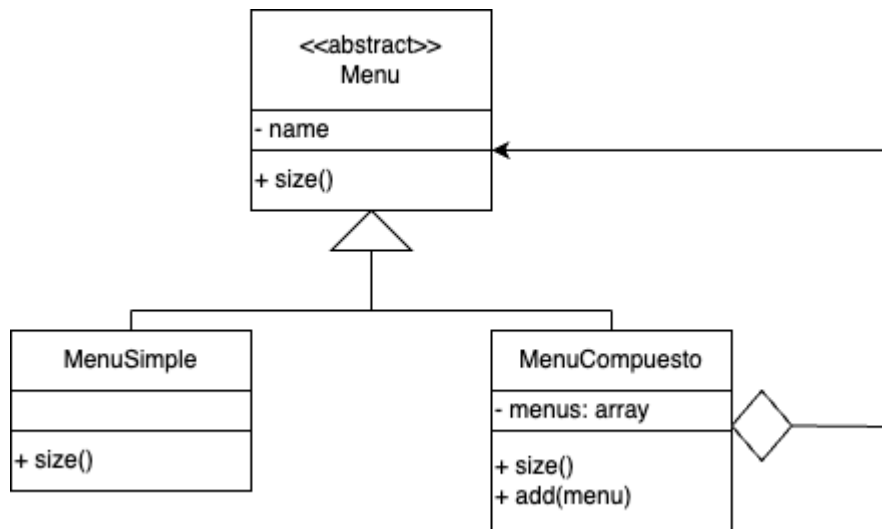 <<abstract>>
Menu
- name
+ size()
MenuSimple
+ size()
MenuCompuesto
- menus: array
+ size()
+ add(menu)